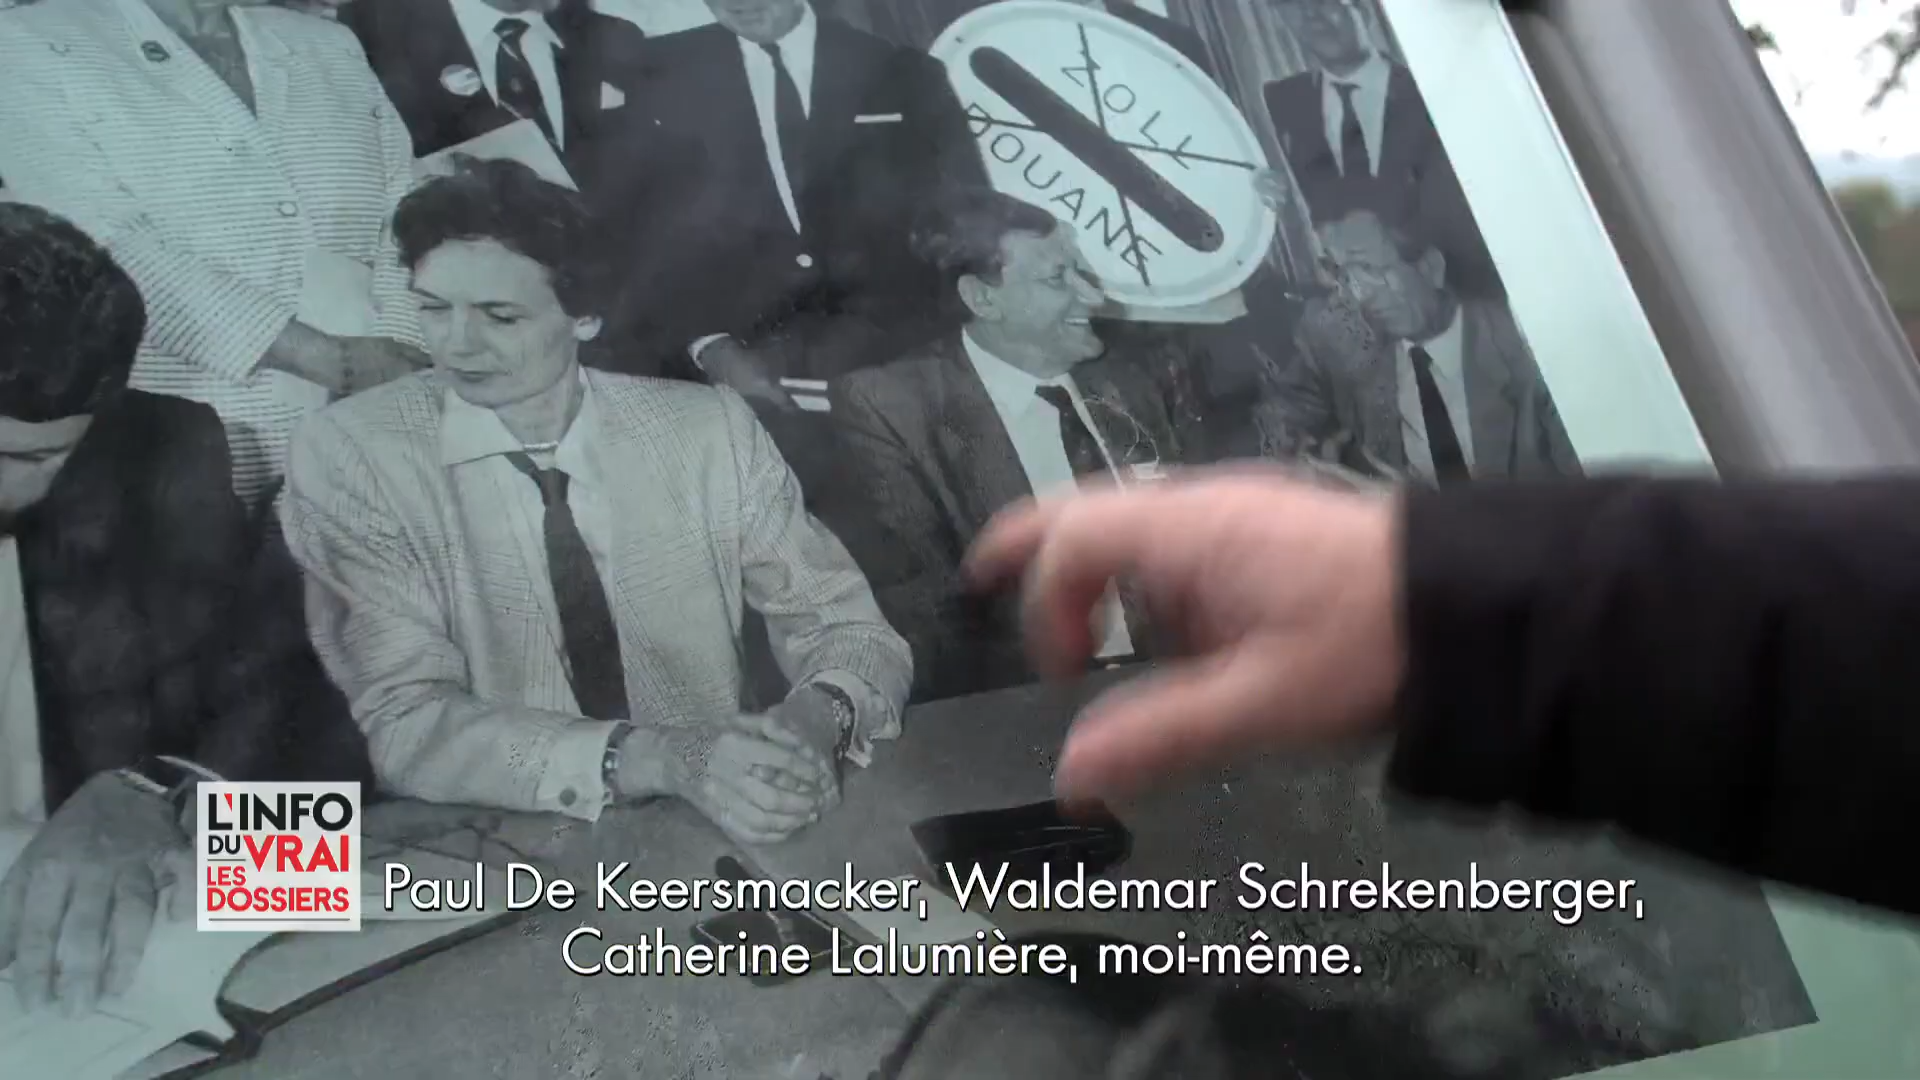 ZOLL
DOUANE
L'INFO
DU VRAI
LES
DOSSIERS
Paul De Keersmacker, Waldemar Schrekenberger,
Catherine Lalumière, moi-même.